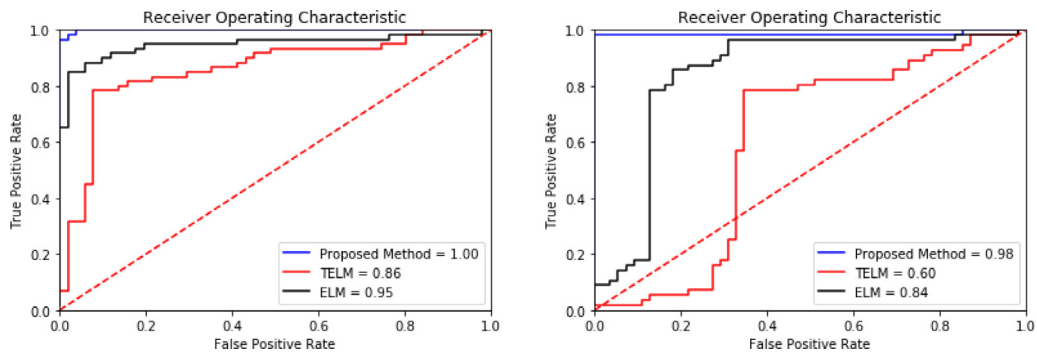 Receiver Operating Characteristic
1.0
0.8
0.6
0.4
0.2
0.0
True Positive Rate
0.0 0.2 0.4 0.6 0.8 1.0
False Positive Rate
Proposed Method = 1.00
TELM = 0.86
ELM = 0.95
Receiver Operating Characteristic
1.0
0.8
0.6
0.4
0.2
0.0
True Positive Rate
0.0 0.2 0.4 0.6 0.8 1.0
False Positive Rate
Proposed Method = 0.98
TELM = 0.60
ELM = 0.84